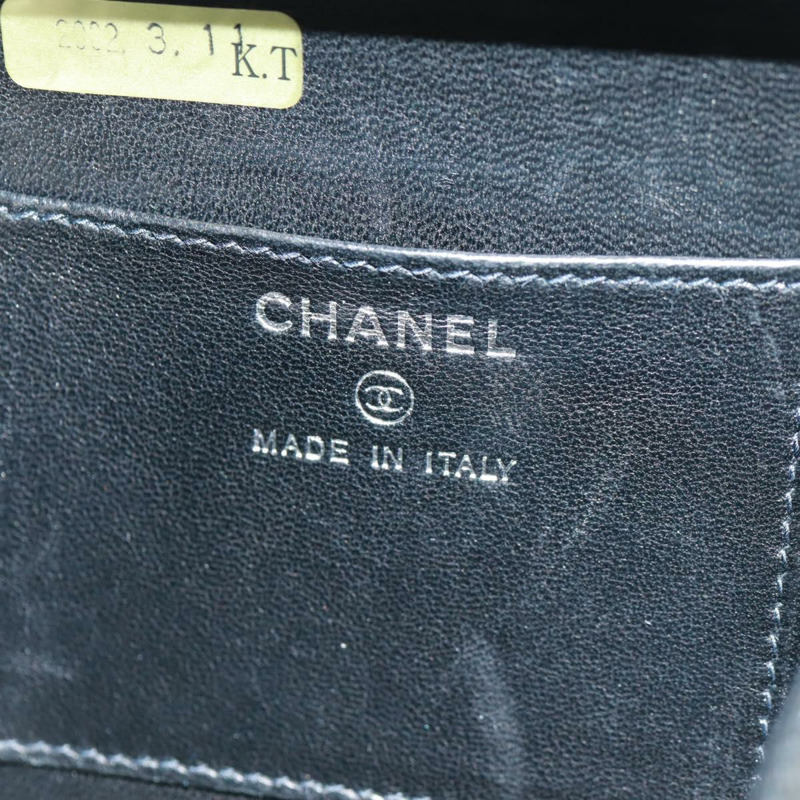 2002. 3. 11 K.T
CHANEL
MADE IN ITALY